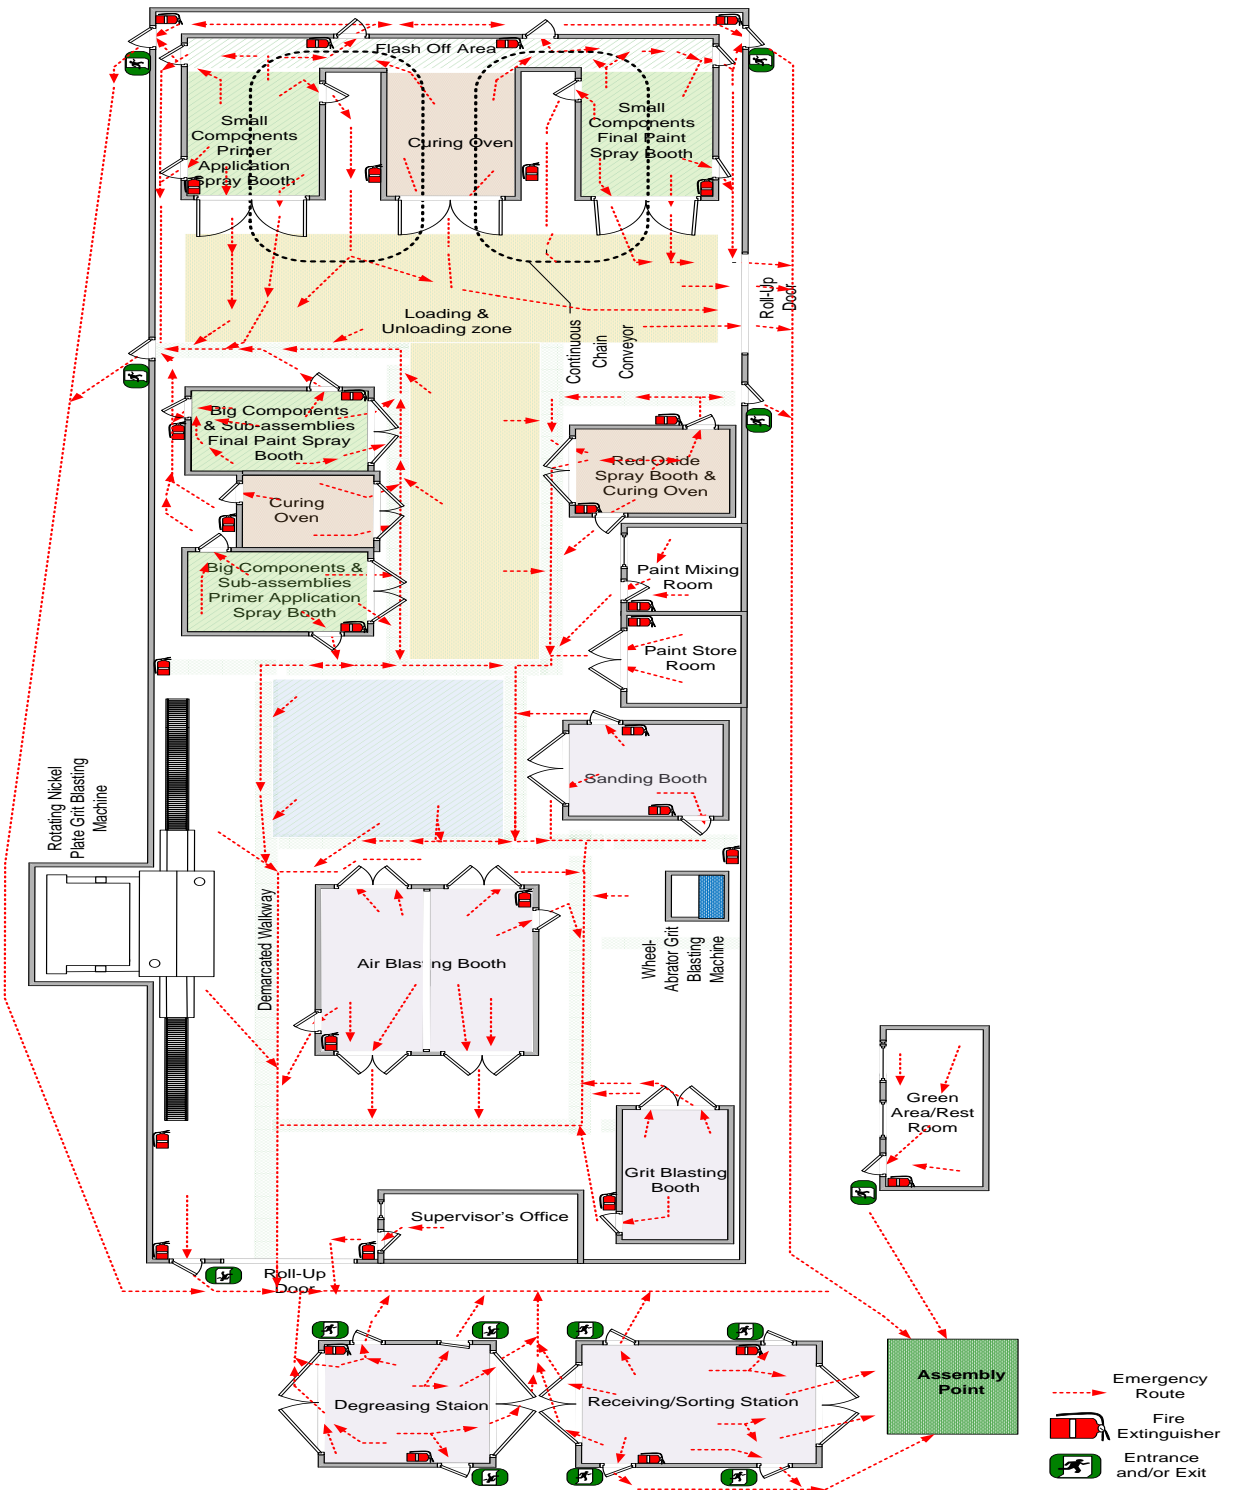 Flash Off Area
Small
Components
Primer
Application
Spray Booth
Curing Oven
Small
Components
Final Paint
Spray Booth
Loading &
Unloading zone
Continuous
Chain
Conveyor
Roll-Up
Door
Big Components
& Sub-assemblies
Final Paint Spray
Booth
Curing
Oven
Big Components &
Sub-assemblies
Primer Application
Spray Booth
Red Oxide
Spray Booth &
Curing Oven
Paint Mixing
Room
Paint Store
Room
Sanding Booth
Rotating Nickel
Plate Grit Blasting
Machine
Demarcated Walkway
Air Blasting Booth
Wheel-
Abrator Grit
Blasting
Machine
Grit Blasting
Booth
Supervisor's Office
Roll-Up
Door
Green
Area/Rest
Room
Degreasing Staion
Receiving/Sorting Station
Assembly
Point
Emergency
Route
Fire
Extinguisher
Entrance
and/or Exit